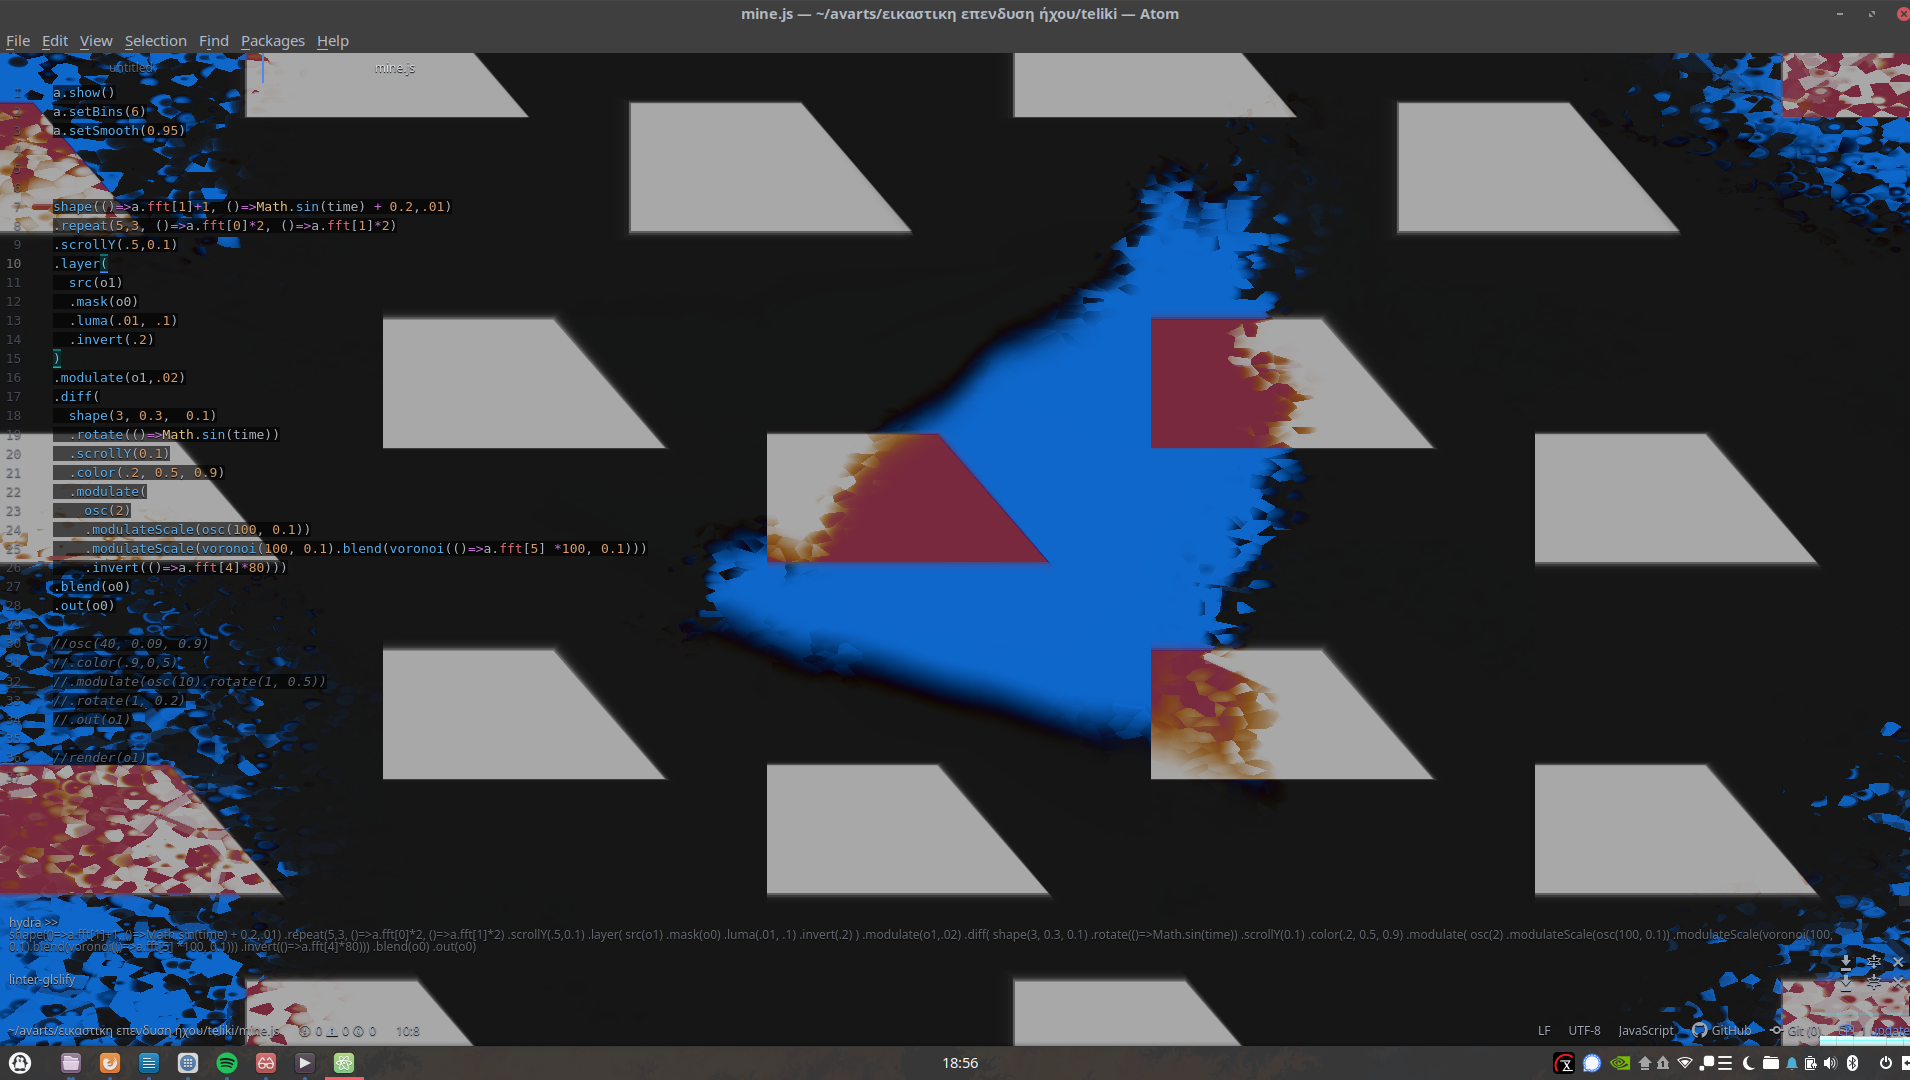 mine.js — ~/avarts/εικαστικη επενδυση ήχου/teliki — Atom
File Edit View Selection Find Packages Help
untitled mine.js
a.show()
a.setBins(6)
3 a.setSmooth(0.95)
4
5
6
7 shape(()=>a.fft[1]+1, ()=>Math.sin(time) + 0.2,.01)
8 .repeat(5,3, ()=>a.fft[0]*2, ()=>a.fft[1]*2)
9 .scrollY(.5,0.1)
10 .layer(
11 src(o1)
12 .mask(o0)
13 .luma(.01, .1)
14 .invert(.2)
15 )
16 .modulate(o1,.02)
17 .diff(
18 shape(3, 0.3, 0.1)
19 .rotate(()=>Math.sin(time))
20 .scrollY(0.1)
21 .color(.2, 0.5, 0.9)
22 .modulate(
23 osc(2)
24 .modulateScale(osc(100, 0.1))
25 .modulateScale(voronoi(100, 0.1).blend(voronoi(()=>a.fft[5] *100, 0.1)))
26 .invert(()=>a.fft[4]*80)))
27 .blend(o0)
28 .out(o0)
29
30 //osc(40, 0.09, 0.9)
31 //.color(.9,0,5)
32 //.modulate(osc(10).rotate(1, 0.5))
33 //.rotate(1, 0.2)
34 //.out(o1)
35
36 //render(o1)
37
hydra >>
shape(()=>a.fft[1]+1, ()=>Math.sin(time) + 0.2,.01) .repeat(5,3, ()=>a.fft[0]*2, ()=>a.fft[1]*2) .scrollY(.5,0.1) .layer( src(o1) .mask(o0) .luma(.01, .1) .invert(.2) ) .modulate(o1,.02) .diff( shape(3, 0.3, 0.1) .rotate(()=>Math.sin(time)) .scrollY(0.1) .color(.2, 0.5, 0.9) .modulate( osc(2) .modulateScale(osc(100, 0.1)) .modulateScale(voronoi(100,
0.1).blend(voronoi(()=>a.fft[5] *100, 0.1))) .invert(()=>a.fft[4]*80))) .blend(o0) .out(o0)
linter-glslify
~/avarts/εικαστικη επενδυση ήχου/teliki/mine.js 0 0 0 10:8 LF UTF-8 JavaScript GitHub Git (0) 1 update
18:56